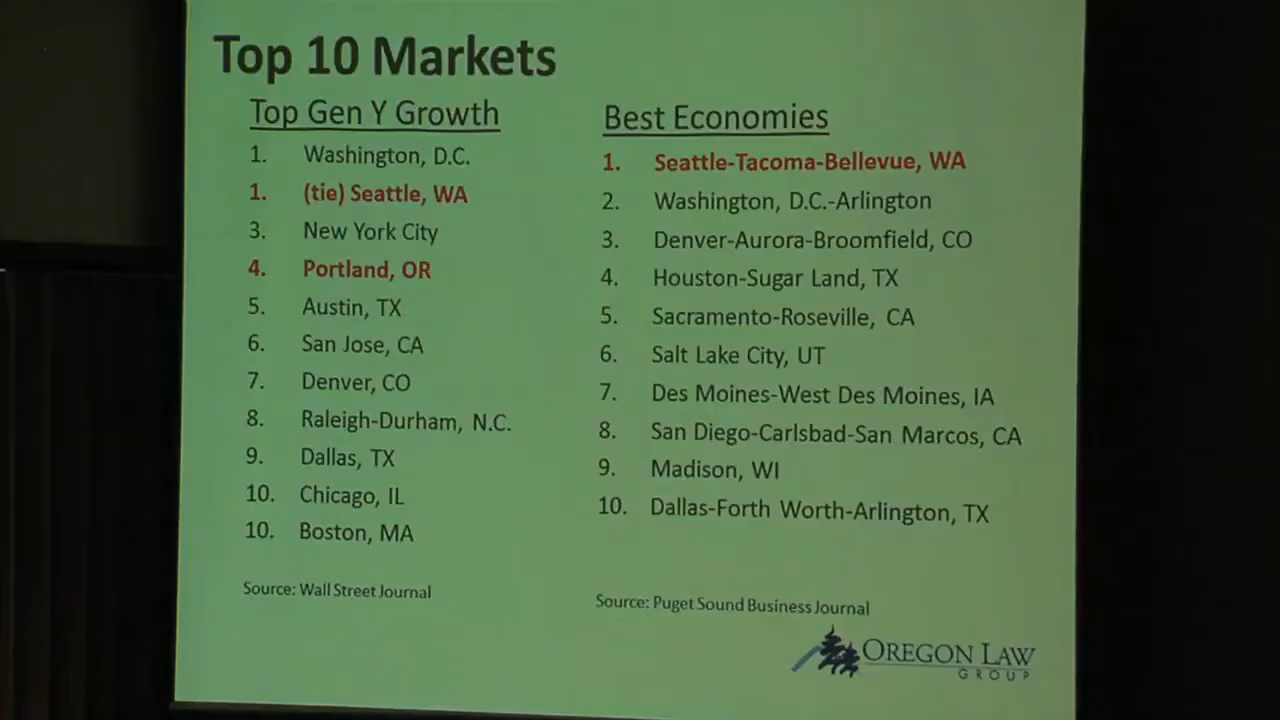 Top 10 Markets
Top Gen Y Growth
1. Washington, D.C.
1. (tie) Seattle, WA
3. New York City
4. Portland, OR
5. Austin, TX
6. San Jose, CA
7. Denver, CO
8. Raleigh-Durham, N.C.
9. Dallas, TX
10. Chicago, IL
10. Boston, MA
Source: Wall Street Journal
Best Economies
1. Seattle-Tacoma-Bellevue, WA
2. Washington, D.C.-Arlington
3. Denver-Aurora-Broomfield, CO
4. Houston-Sugar Land, TX
5. Sacramento-Roseville, CA
6. Salt Lake City, UT
7. Des Moines-West Des Moines, IA
8. San Diego-Carlsbad-San Marcos, CA
9. Madison, WI
10. Dallas-Forth Worth-Arlington, TX
Source: Puget Sound Business Journal
OREGON LAW
GROUP